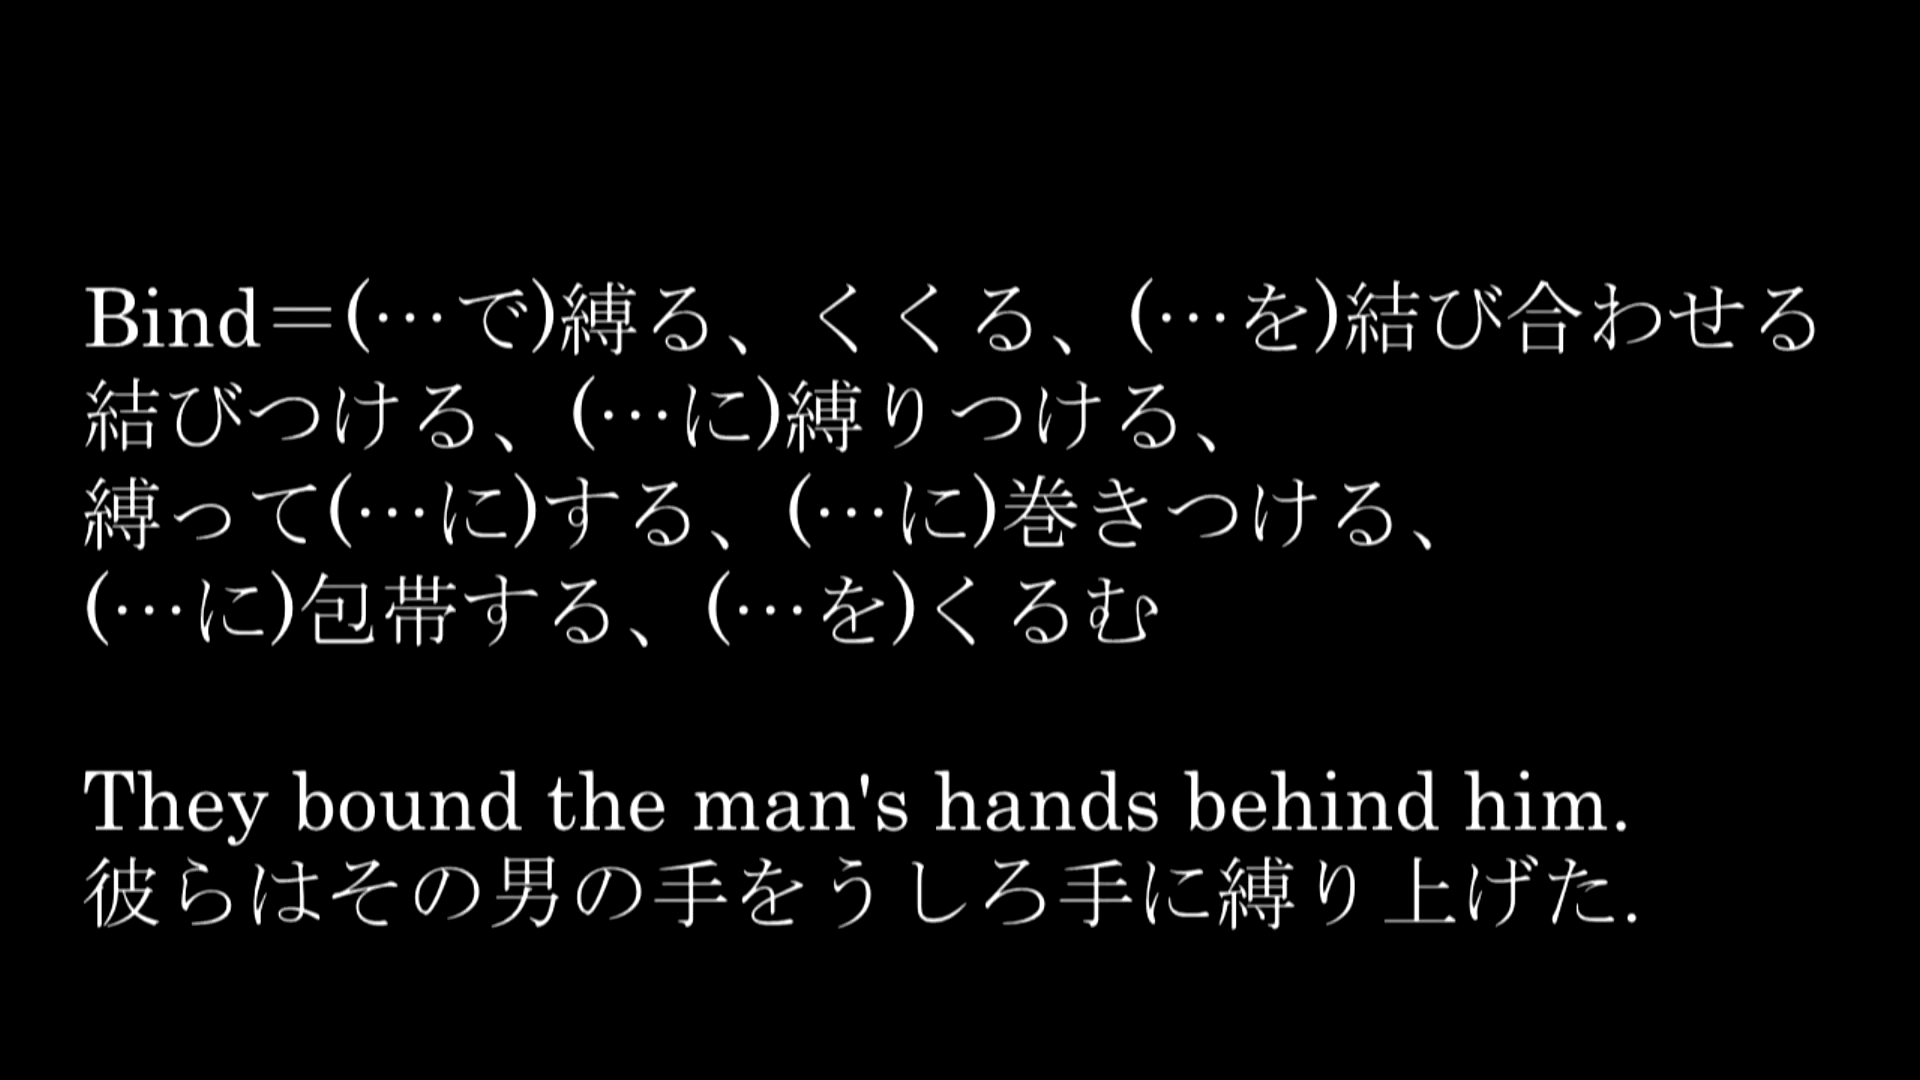 Bind＝(…で)縛る、くくる、(…を)結び合わせる
結びつける、(…に)縛りつける、
縛って(…に)する、(…に)巻きつける、
(…に)包帯する、(…を)くるむ
They bound the man's hands behind him.
彼らはその男の手をうしろ手に縛り上げた.